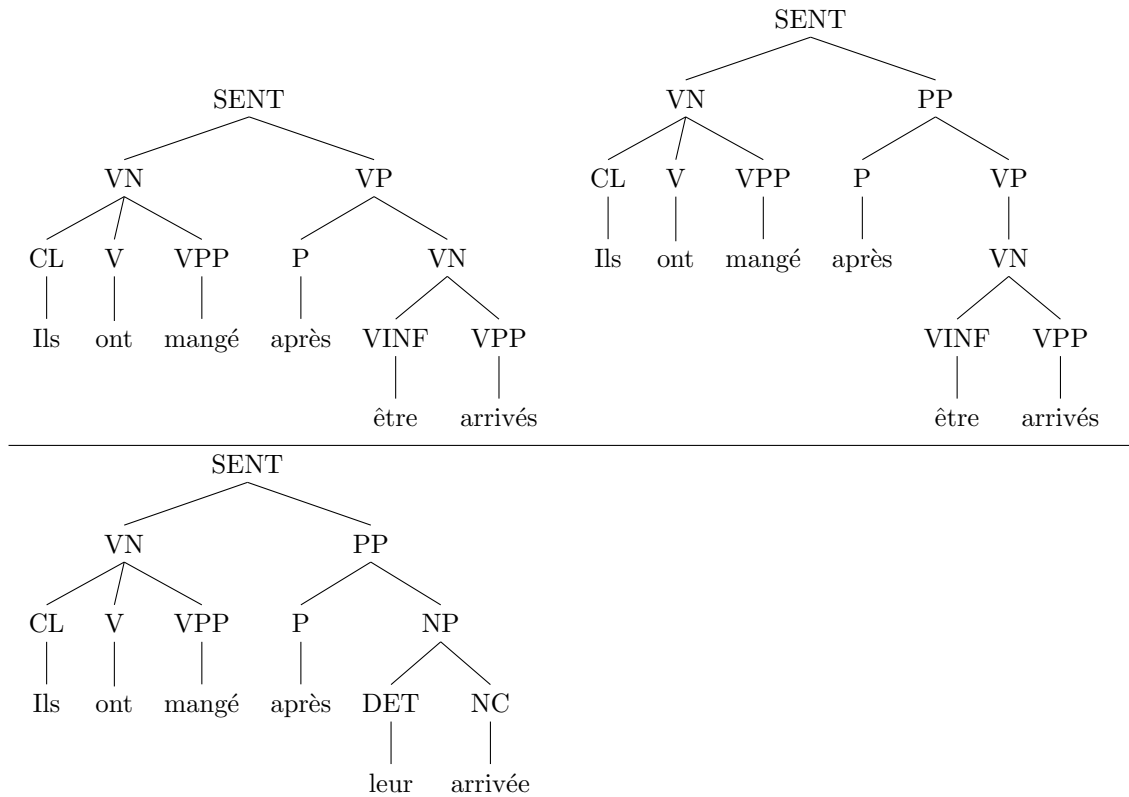 SENT
VN VP
CL V VPP P VN
Ils ont mangé après VINF VPP
être arrivés
SENT
VN PP
CL V VPP P VP
Ils ont mangé après VN
VINF VPP
être arrivés
SENT
VN PP
CL V VPP P NP
Ils ont mangé après DET NC
leur arrivée